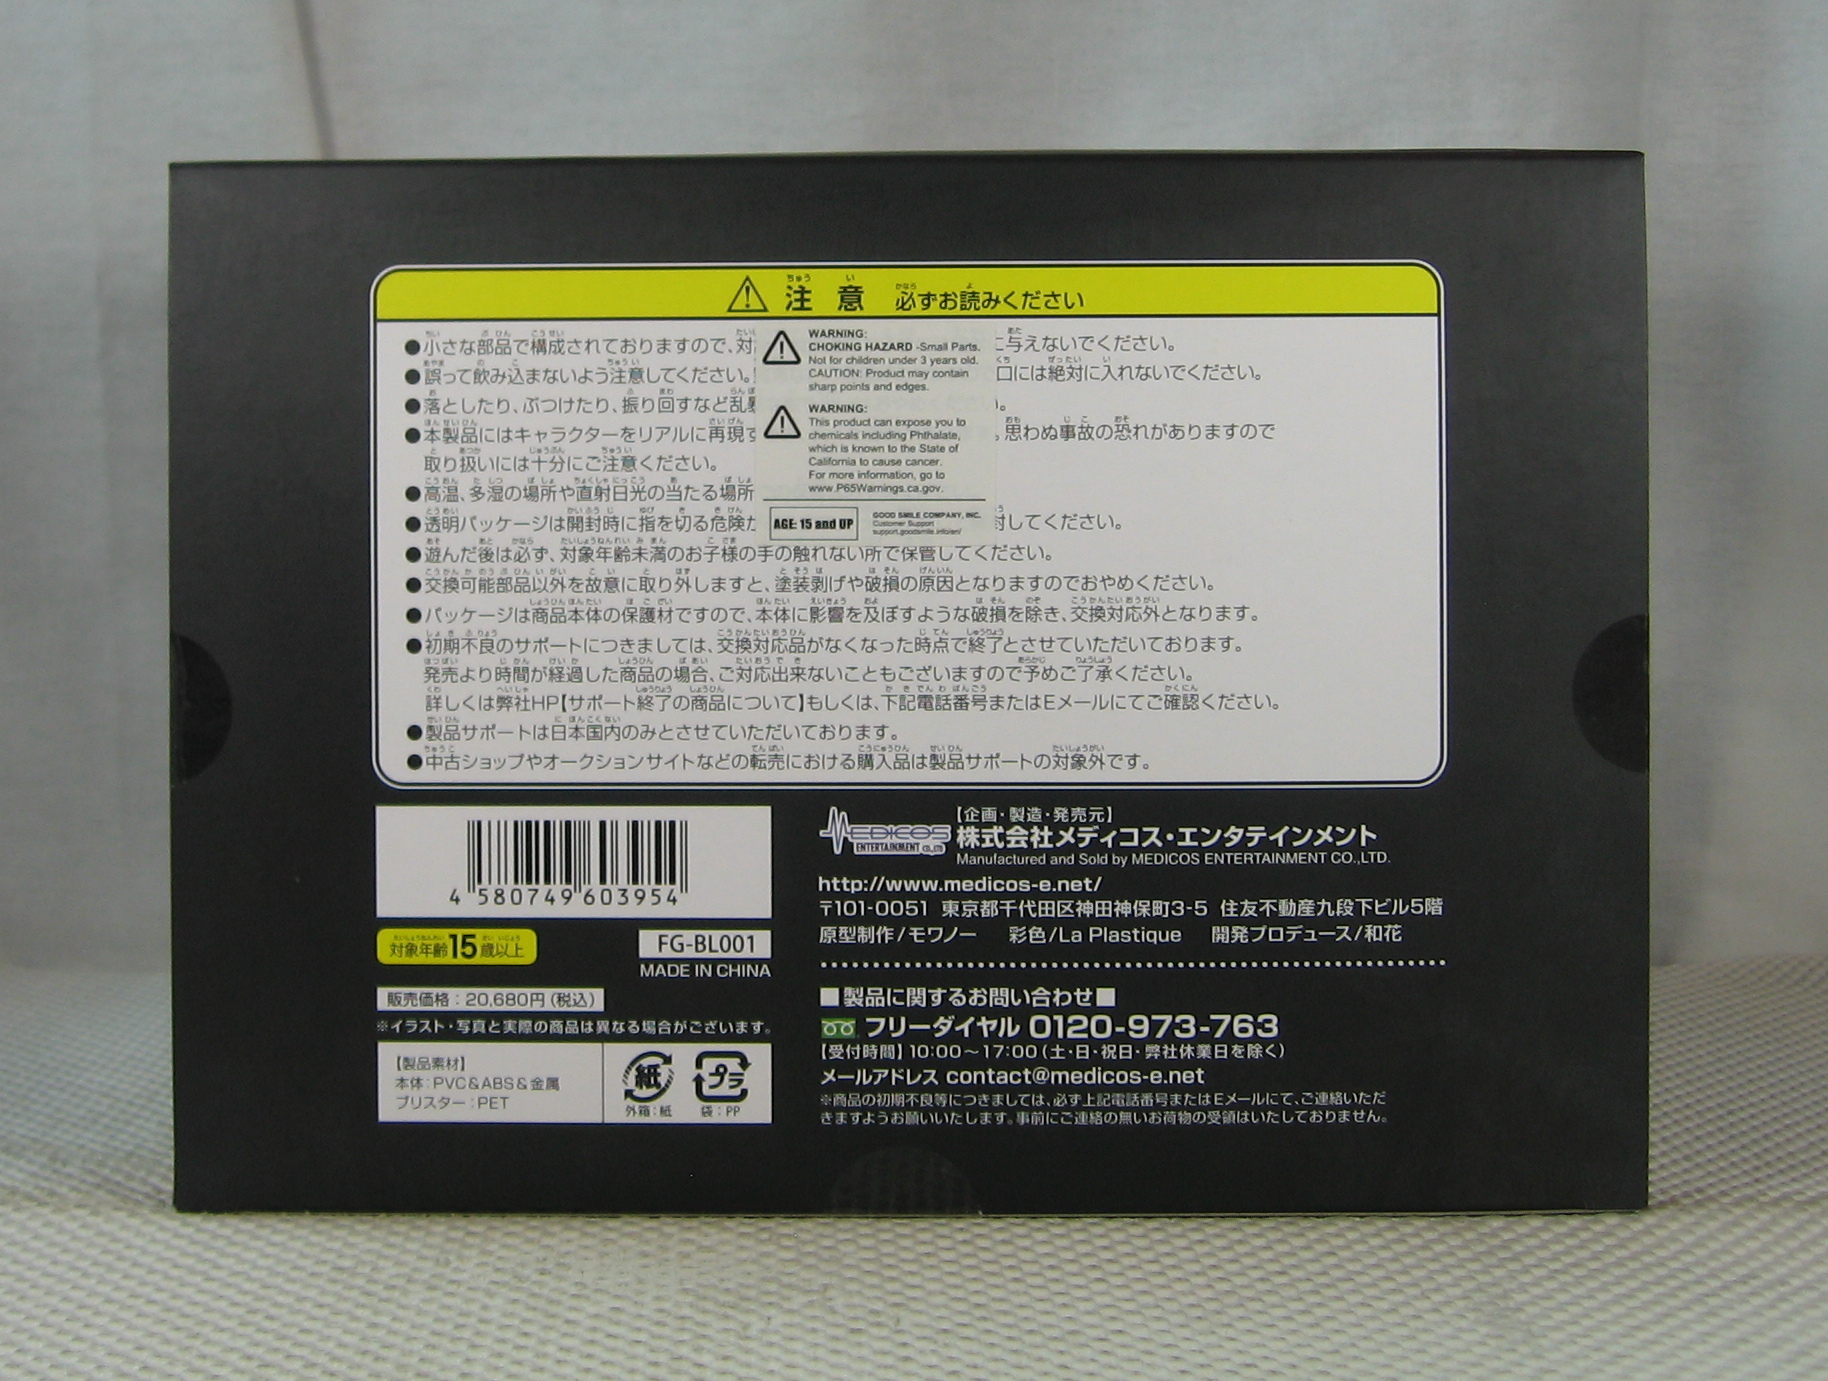 注意 必ずお読みください
●小さな部品で構成されておりますので、対
に与えないでください。
●誤って飲み込まないよう注意してください。
口には絶対に入れないでください。
●落としたり、ぶつけたり、振り回すなど乱暴
●本製品にはキャラクターをリアルに再現す
。思わぬ事故の恐れがありますので
取り扱いには十分にご注意ください。
●高温、多湿の場所や直射日光の当たる場所
●透明パッケージは開封時に指を切る危険が
封してください。
●遊んだ後は必ず、対象年齢未満のお子様の手の触れない所で保管してください。
●交換可能部品以外を故意に取り外しますと、塗装剥げや破損の原因となりますのでおやめください。
●パッケージは商品本体の保護材ですので、本体に影響を及ぼすような破損を除き、交換対応外となります。
●初期不良のサポートにつきましては、交換対応品がなくなった時点で終了とさせていただいております。
発売より時間が経過した商品の場合、ご対応出来ないこともございますので予めご了承ください。
詳しくは弊社HP【サポート終了の商品について】もしくは、下記電話番号またはEメールにてご確認ください。
●製品サポートは日本国内のみとさせていただいております。
●中古ショップやオークションサイトなどの転売における購入品は製品サポートの対象外です。
WARNING:
CHOKING HAZARD -Small Parts.
Not for children under 3 years old.
CAUTION: Product may contain
sharp points and edges.
WARNING:
This product can expose you to
chemicals including Phthalate,
which is known to the State of
California to cause cancer.
For more information, go to
www.P65Warnings.ca.gov.
AGE: 15 and UP
GOOD SMILE COMPANY, INC.
Customer Support
support.goodsmile.info/en/
4 580749 603954
対象年齢15歳以上
FG-BL001
MADE IN CHINA
販売価格:20,680円(税込)
※イラスト・写真と実際の商品は異なる場合がございます。
【製品素材】
本体:PVC&ABS&金属
ブリスター:PET
紙
外箱:紙
プラ
袋:PP
MEDICOS
ENTERTAINMENT CO.,LTD
【企画・製造・発売元】
株式会社メディコス・エンタテインメント
Manufactured and Sold by MEDICOS ENTERTAINMENT CO.,LTD.
http://www.medicos-e.net/
〒101-0051 東京都千代田区神田神保町3-5 住友不動産九段下ビル5階
原型制作/モワノー 彩色/La Plastique 開発プロデュース/和花
■製品に関するお問い合わせ■
フリーダイヤル 0120-973-763
【受付時間】10:00～17:00(土・日・祝日・弊社休業日を除く)
メールアドレス contact@medicos-e.net
※商品の初期不良等につきましては、必ず上記電話番号またはEメールにて、ご連絡いただ
きますようお願いいたします。事前にご連絡の無いお荷物の受領はいたしておりません。